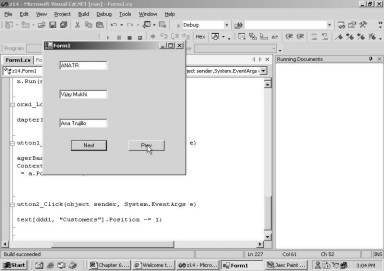 z14 - Microsoft Visual C#.NET [run] - Form1.cs
File Edit View Project Build Debug Tools Window Help
Debug
Hex
Program
Form1.cs
Form1
Running Documents
z14.Form1
ject sender,System.EventArgs
ANATR
s.Run(n
Vijay Mukhi
orm1_Lo
dapter1
Ana Trujillo
utton1_ e)
Next Prev
agerBas
Context
= a.Po
utton2_Click(object sender, System.EventArgs e)
text[ddd1, "Customers"].Position -= 1;
Build succeeded Ln 227 Col 61 Ch 52 INS
Start Chapter 6.... Welcome t... z14 - Micro... Form1 Jasc Paint ... 3:04 PM